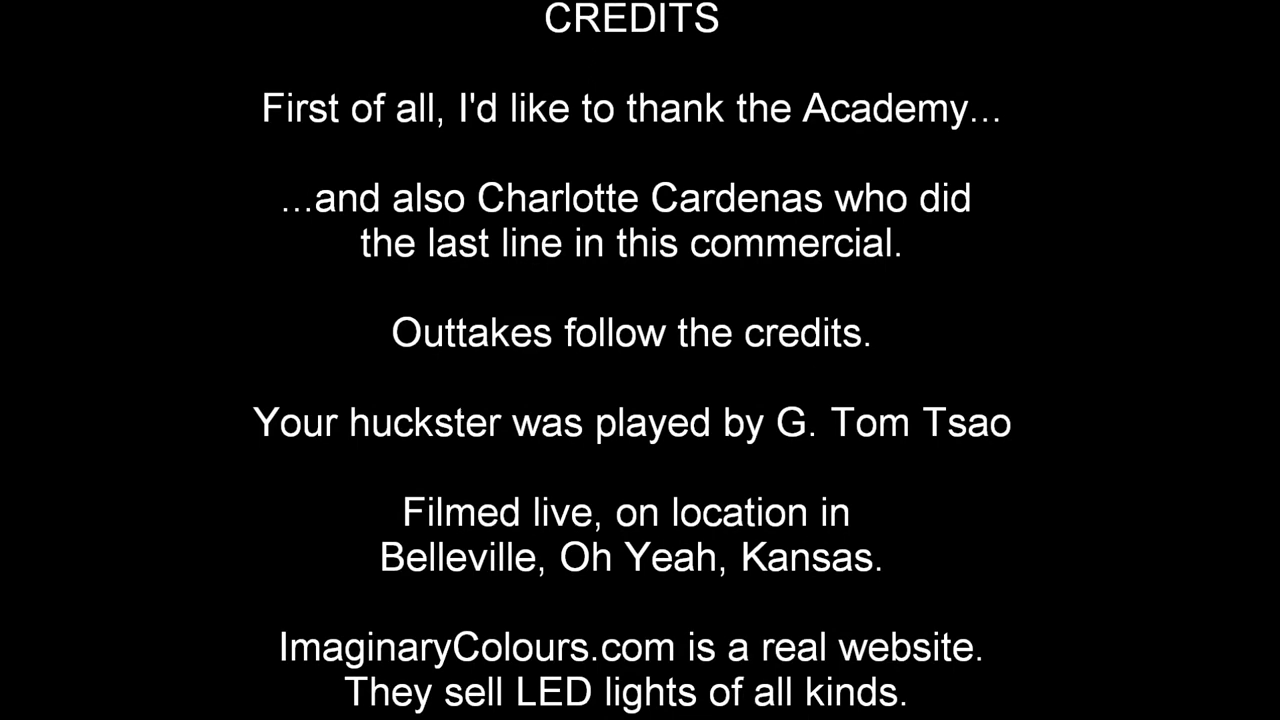 CREDITS
First of all, I'd like to thank the Academy...
...and also Charlotte Cardenas who did
the last line in this commercial.
Outtakes follow the credits.
Your huckster was played by G. Tom Tsao
Filmed live, on location in
Belleville, Oh Yeah, Kansas.
ImaginaryColours.com is a real website.
They sell LED lights of all kinds.